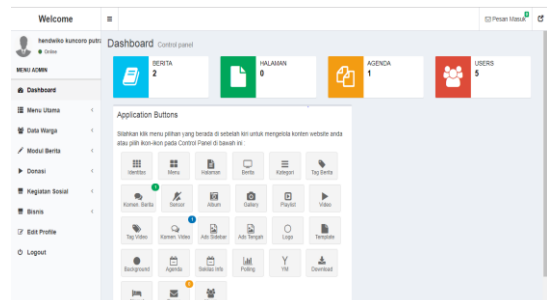 Welcome
Pesan Masuk 0
hendwiko kuncoro putra
Online
MENU ADMIN
Dashboard
Menu Utama
Data Warga
Modul Berita
Donasi
Kegiatan Sosial
Bisnis
Edit Profile
Logout
Dashboard Control panel
BERITA
2
HALAMAN
0
AGENDA
1
USERS
5
Application Buttons
Silahkan klik menu pilihan yang berada di sebelah kiri untuk mengelola konten website anda
atau pilih ikon-ikon pada Control Panel di bawah ini :
Identitas Menu Halaman Berita Kategori Tag Berita
1
Komen. Berita Sensor Album Gallery Playlist Video
0
Tag Video Komen. Video Ads Sidebar Ads Tengah Logo Template
Background Agenda Sekilas Info Polling YM Download